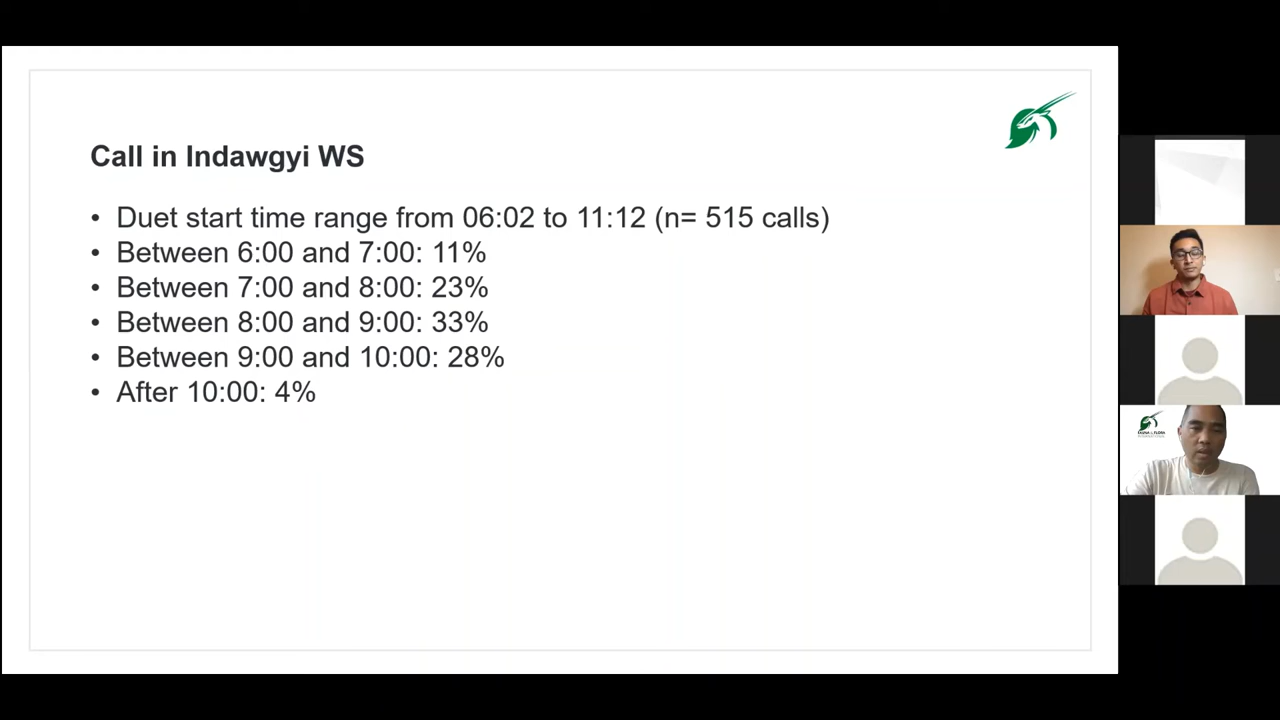 Call in Indawgyi WS
• Duet start time range from 06:02 to 11:12 (n= 515 calls)
• Between 6:00 and 7:00: 11%
• Between 7:00 and 8:00: 23%
• Between 8:00 and 9:00: 33%
• Between 9:00 and 10:00: 28%
• After 10:00: 4%
FAUNA & FLORA